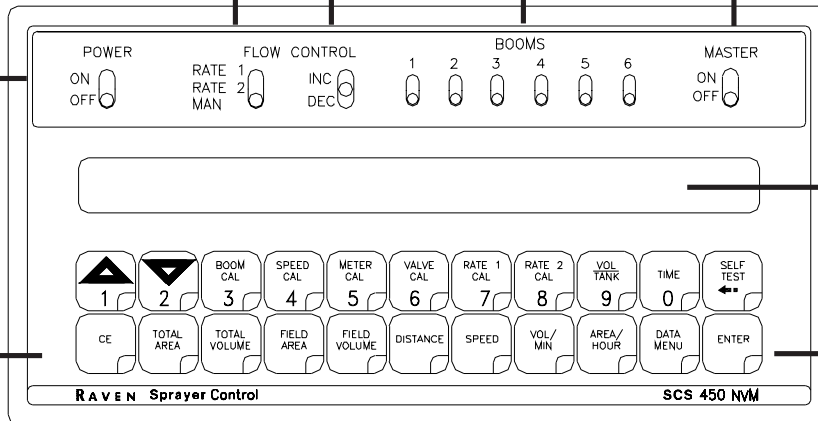 POWER
ON
OFF
FLOW CONTROL
RATE 1
RATE 2
MAN
INC
DEC
BOOMS
1 2 3 4 5 6
MASTER
ON
OFF
1
2
BOOM
CAL
3
SPEED
CAL
4
METER
CAL
5
VALVE
CAL
6
RATE 1
CAL
7
RATE 2
CAL
8
VOL
TANK
9
TIME
0
SELF
TEST
CE
TOTAL
AREA
TOTAL
VOLUME
FIELD
AREA
FIELD
VOLUME
DISTANCE
SPEED
VOL/
MIN
AREA/
HOUR
DATA
MENU
ENTER
RAVEN Sprayer Control
SCS 450 NVM